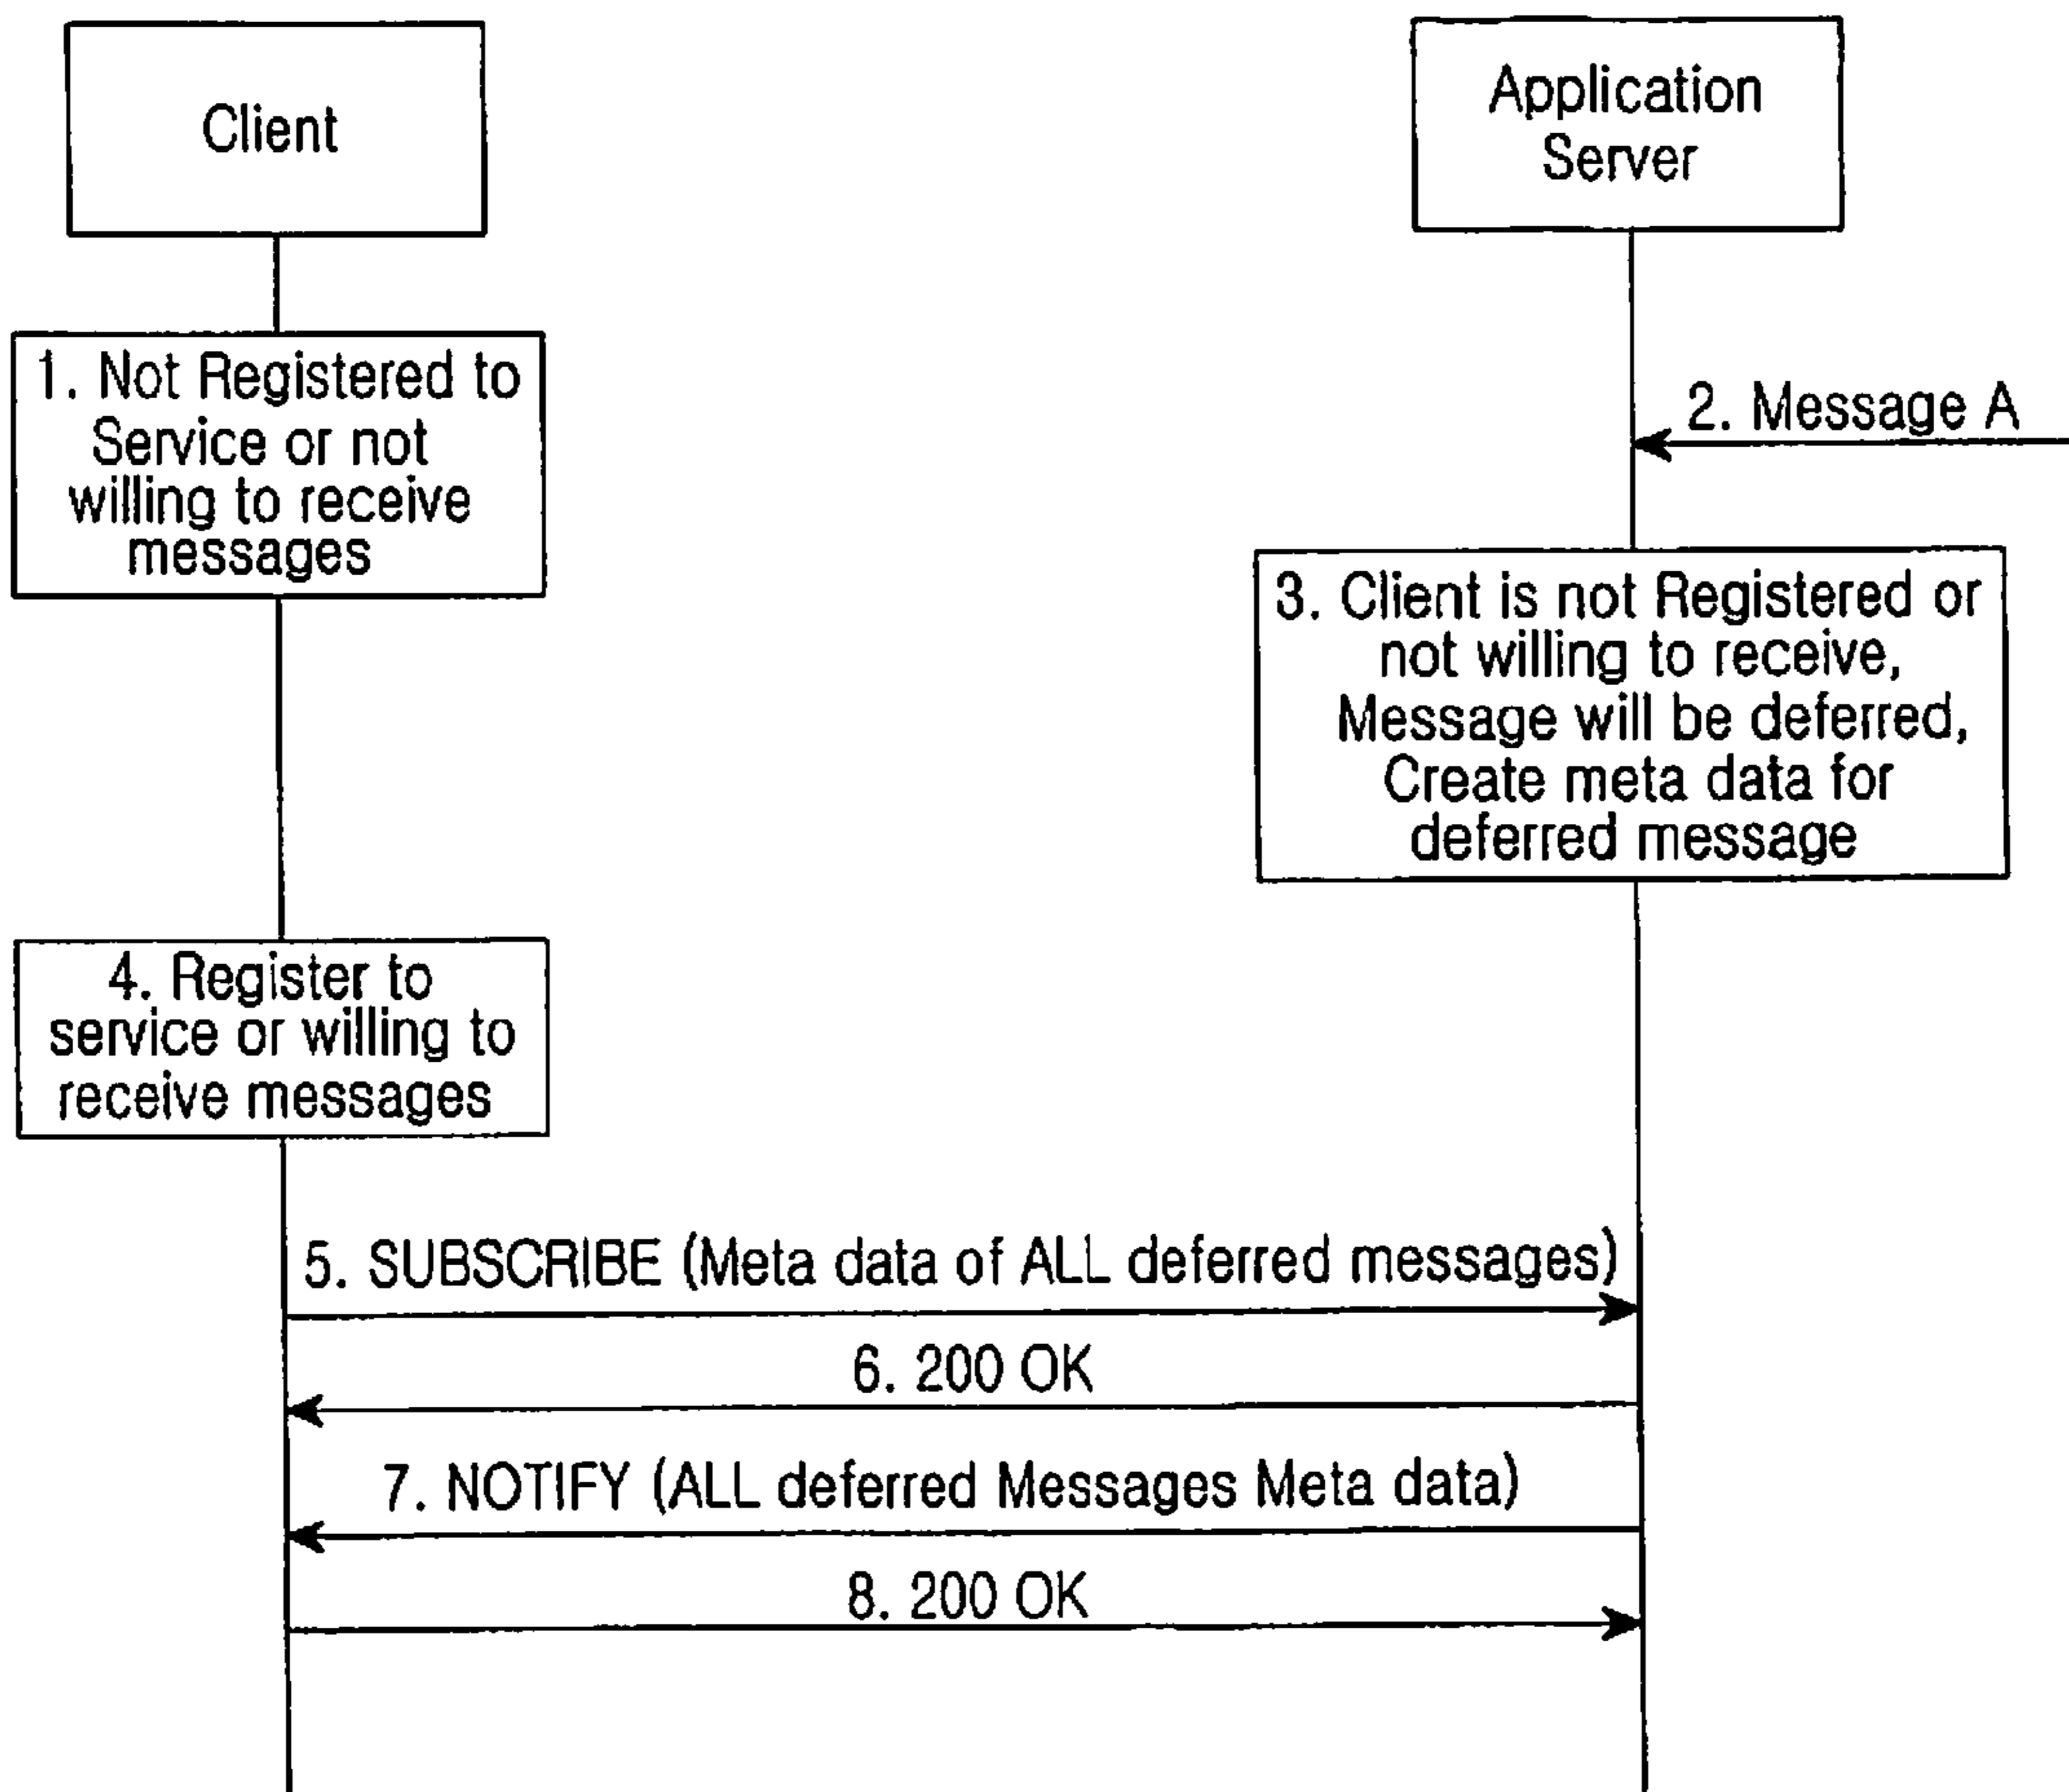 Client
Application
Server
1. Not Registered to
Service or not
willing to receive
messages
2. Message A
3. Client is not Registered or
not willing to receive,
Message will be deferred,
Create meta data for
deferred message
4. Register to
service or willing to
receive messages
5. SUBSCRIBE (Meta data of ALL deferred messages)
6. 200 OK
7. NOTIFY (ALL deferred Messages Meta data)
8. 200 OK